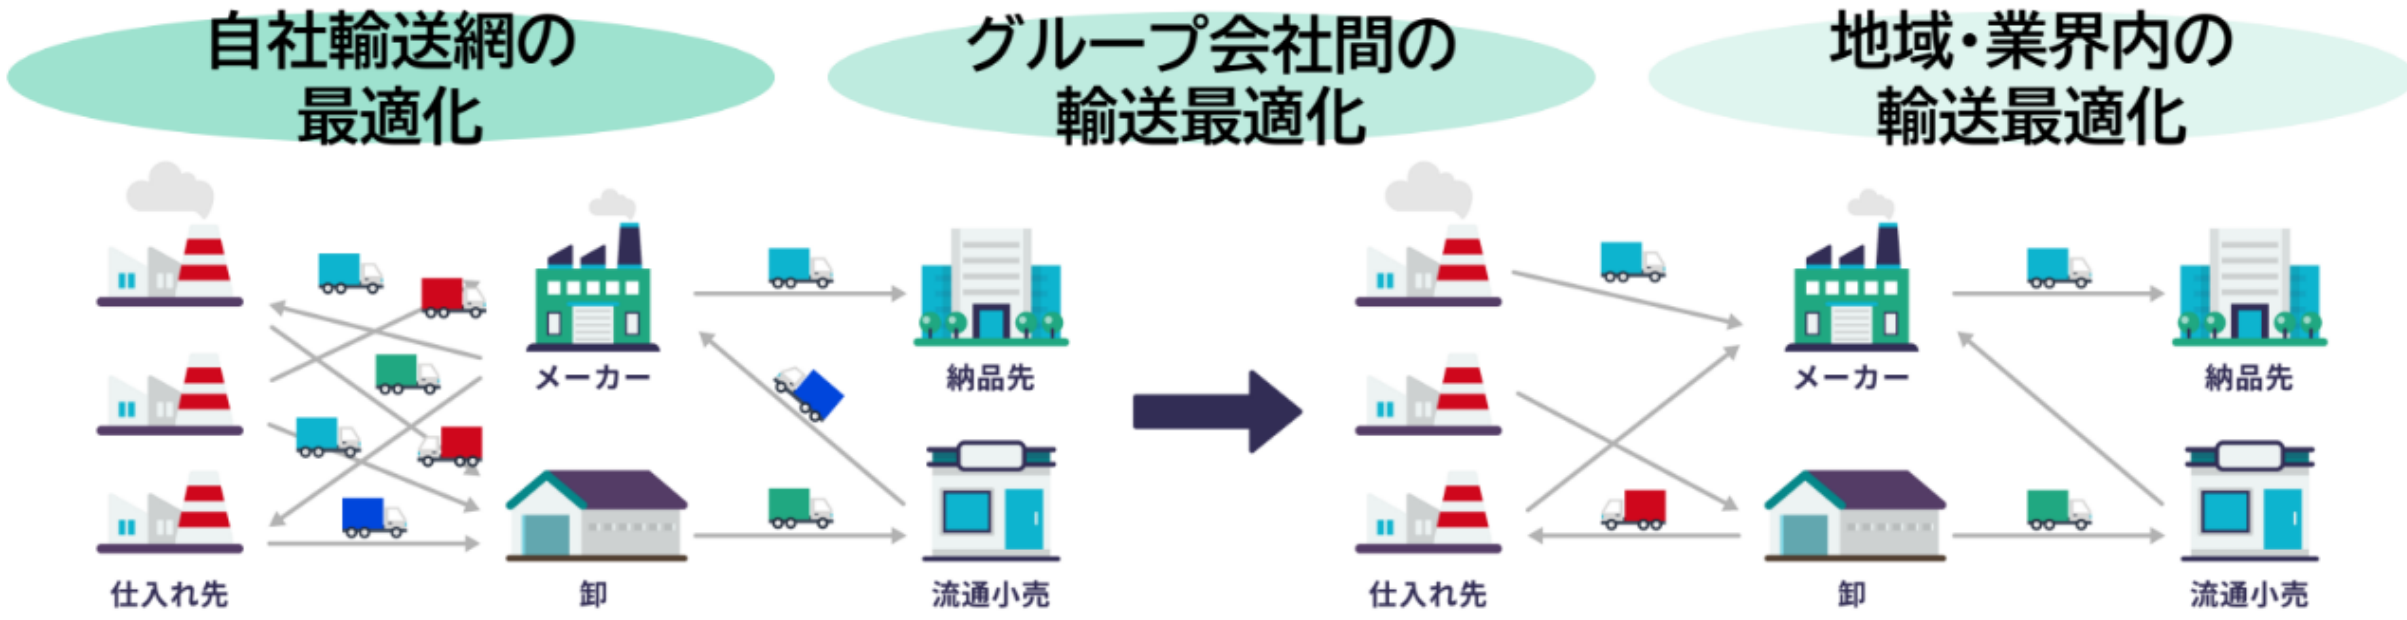 自社輸送網の
最適化
グループ会社間の
輸送最適化
地域・業界内の
輸送最適化
メーカー
納品先
仕入れ先
卸
流通小売
メーカー
納品先
仕入れ先
卸
流通小売